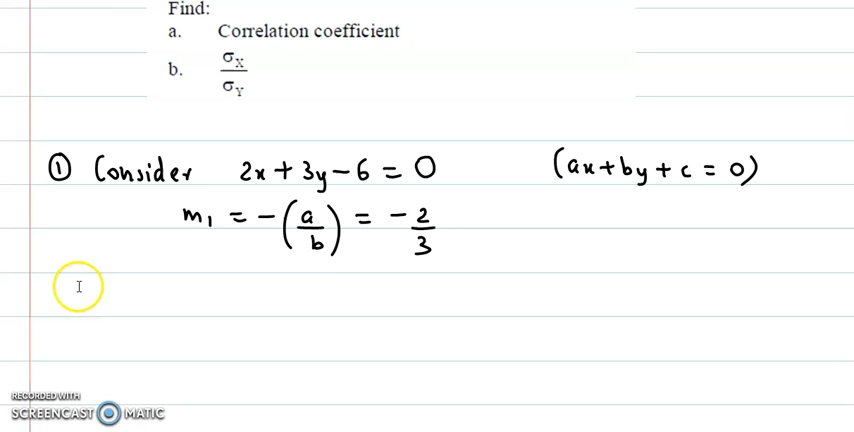 Find:
a. Correlation coefficient
b. σX/σY
① Consider 2x + 3y − 6 = 0 (ax + by + c = 0)
m₁ = −(a/b) = −2/3
RECORDED WITH
SCREENCAST MATIC